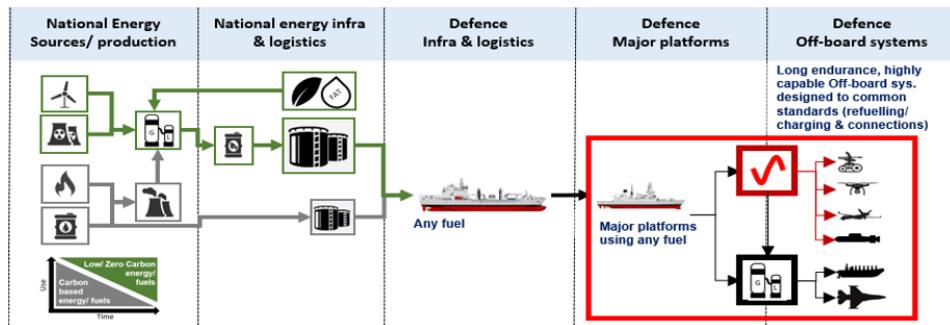 National Energy
Sources/ production
National energy infra
& logistics
Defence
Infra & logistics
Defence
Major platforms
Defence
Off-board systems
Long endurance, highly
capable Off-board sys.
designed to common
standards (refuelling/
charging & connections)
FAT
G L
Any fuel
Major platforms
using any fuel
G L
Low/ Zero Carbon
energy/
fuels
Carbon
based
energy/ fuels
Use
Time